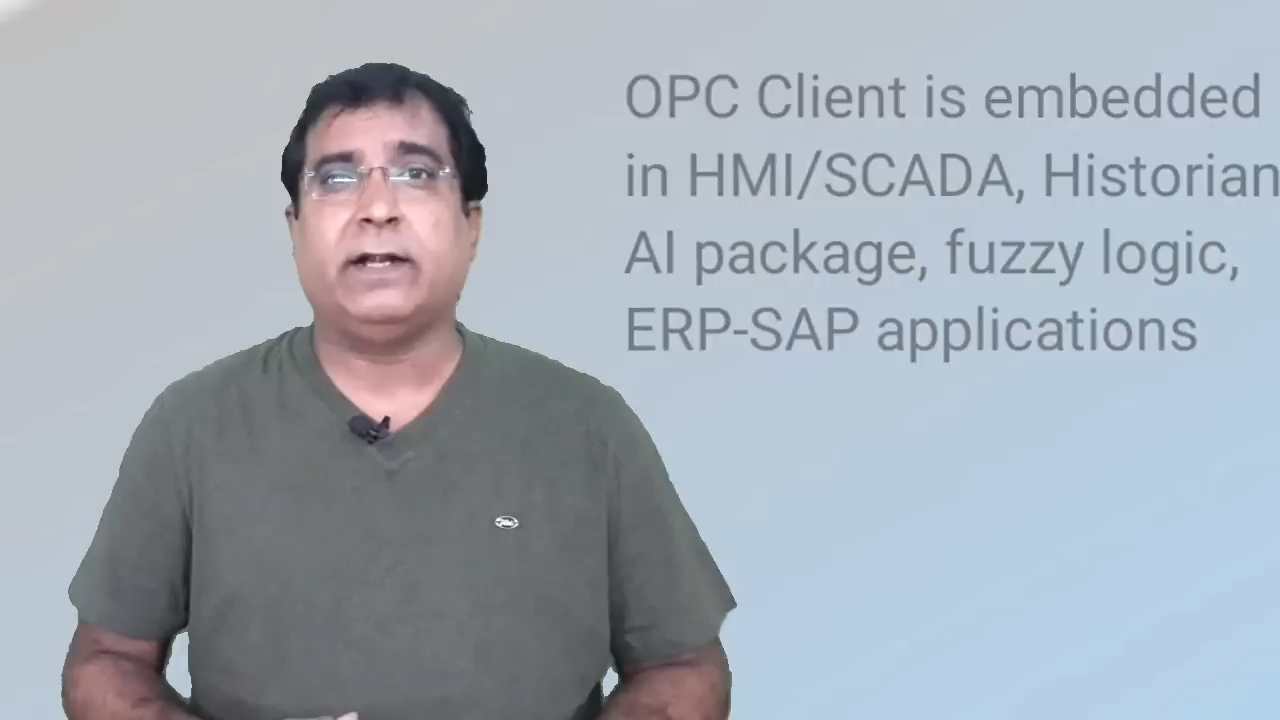 OPC Client is embedded
in HMI/SCADA, Historian
AI package, fuzzy logic,
ERP-SAP applications